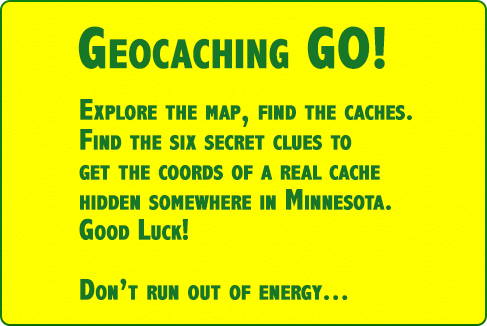 Geocaching GO!
Explore the map, find the caches.
Find the six secret clues to
get the coords of a real cache
hidden somewhere in Minnesota.
Good Luck!
Don't run out of energy...